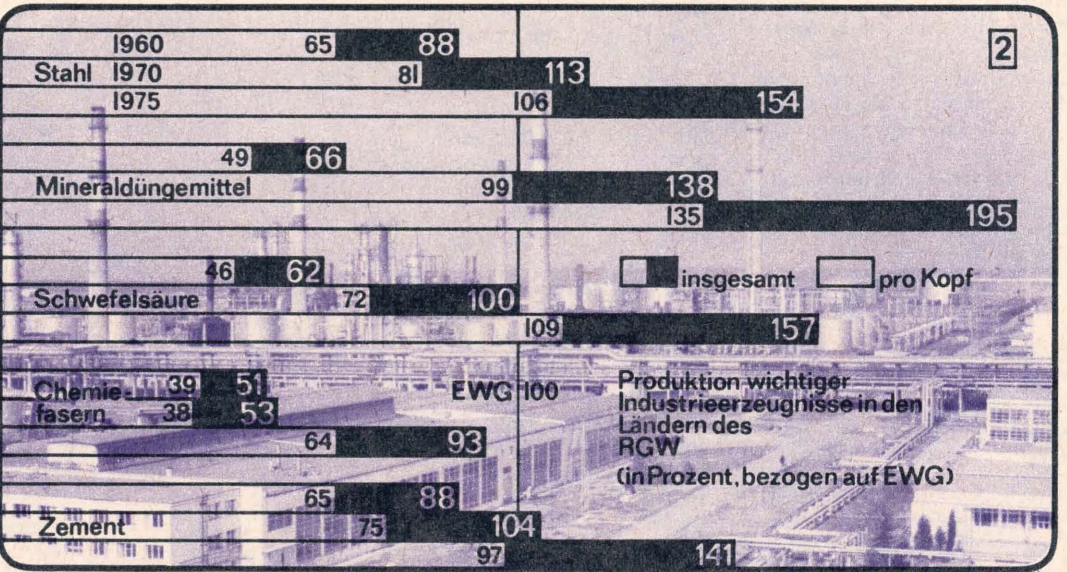 2
1960 65 88
Stahl 1970 81 113
1975 106 154
49 66
Mineraldüngemittel 99 138
135 195
46 62
insgesamt pro Kopf
Schwefelsäure 72 100
109 157
Chemie- 39 51
fasern 38 53
64 93
EWG 100
Produktion wichtiger
Industrieerzeugnisse in den
Ländern des
RGW
(in Prozent, bezogen auf EWG)
65 88
Zement 75 104
97 141